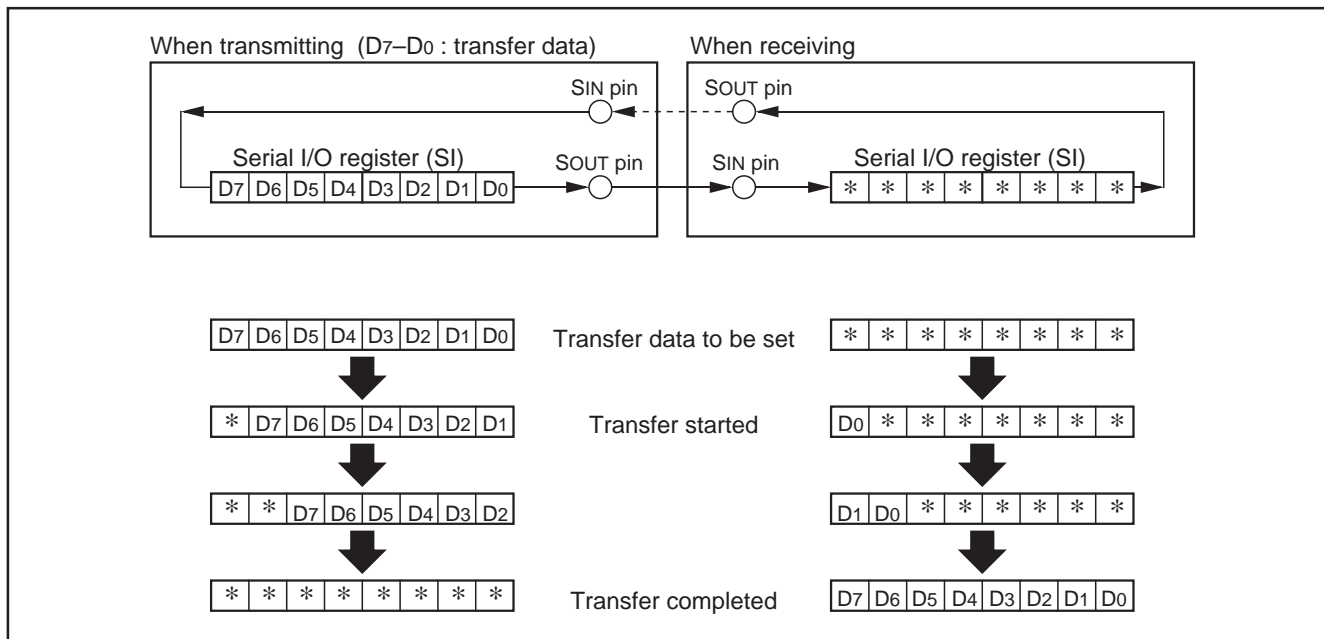 When transmitting (D7–D0 : transfer data)
When receiving
SIN pin
SOUT pin
Serial I/O register (SI)
SOUT pin
SIN pin
Serial I/O register (SI)
D7 D6 D5 D4 D3 D2 D1 D0
* * * * * * * *
D7 D6 D5 D4 D3 D2 D1 D0
Transfer data to be set
* * * * * * * *
* D7 D6 D5 D4 D3 D2 D1
Transfer started
D0 * * * * * * *
* * D7 D6 D5 D4 D3 D2
D1 D0 * * * * * *
* * * * * * * *
Transfer completed
D7 D6 D5 D4 D3 D2 D1 D0